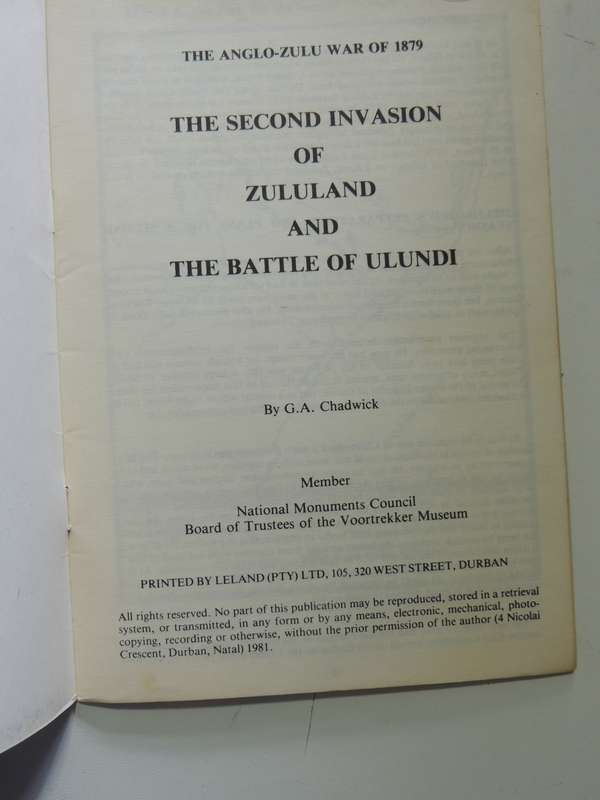 THE ANGLO-ZULU WAR OF 1879
THE SECOND INVASION
OF
ZULULAND
AND
THE BATTLE OF ULUNDI
By G.A. Chadwick
Member
National Monuments Council
Board of Trustees of the Voortrekker Museum
PRINTED BY LELAND (PTY) LTD, 105, 320 WEST STREET, DURBAN
All rights reserved. No part of this publication may be reproduced, stored in a retrieval
system, or transmitted, in any form or by any means, electronic, mechanical, photo-
copying, recording or otherwise, without the prior permission of the author (4 Nicolai
Crescent, Durban, Natal) 1981.